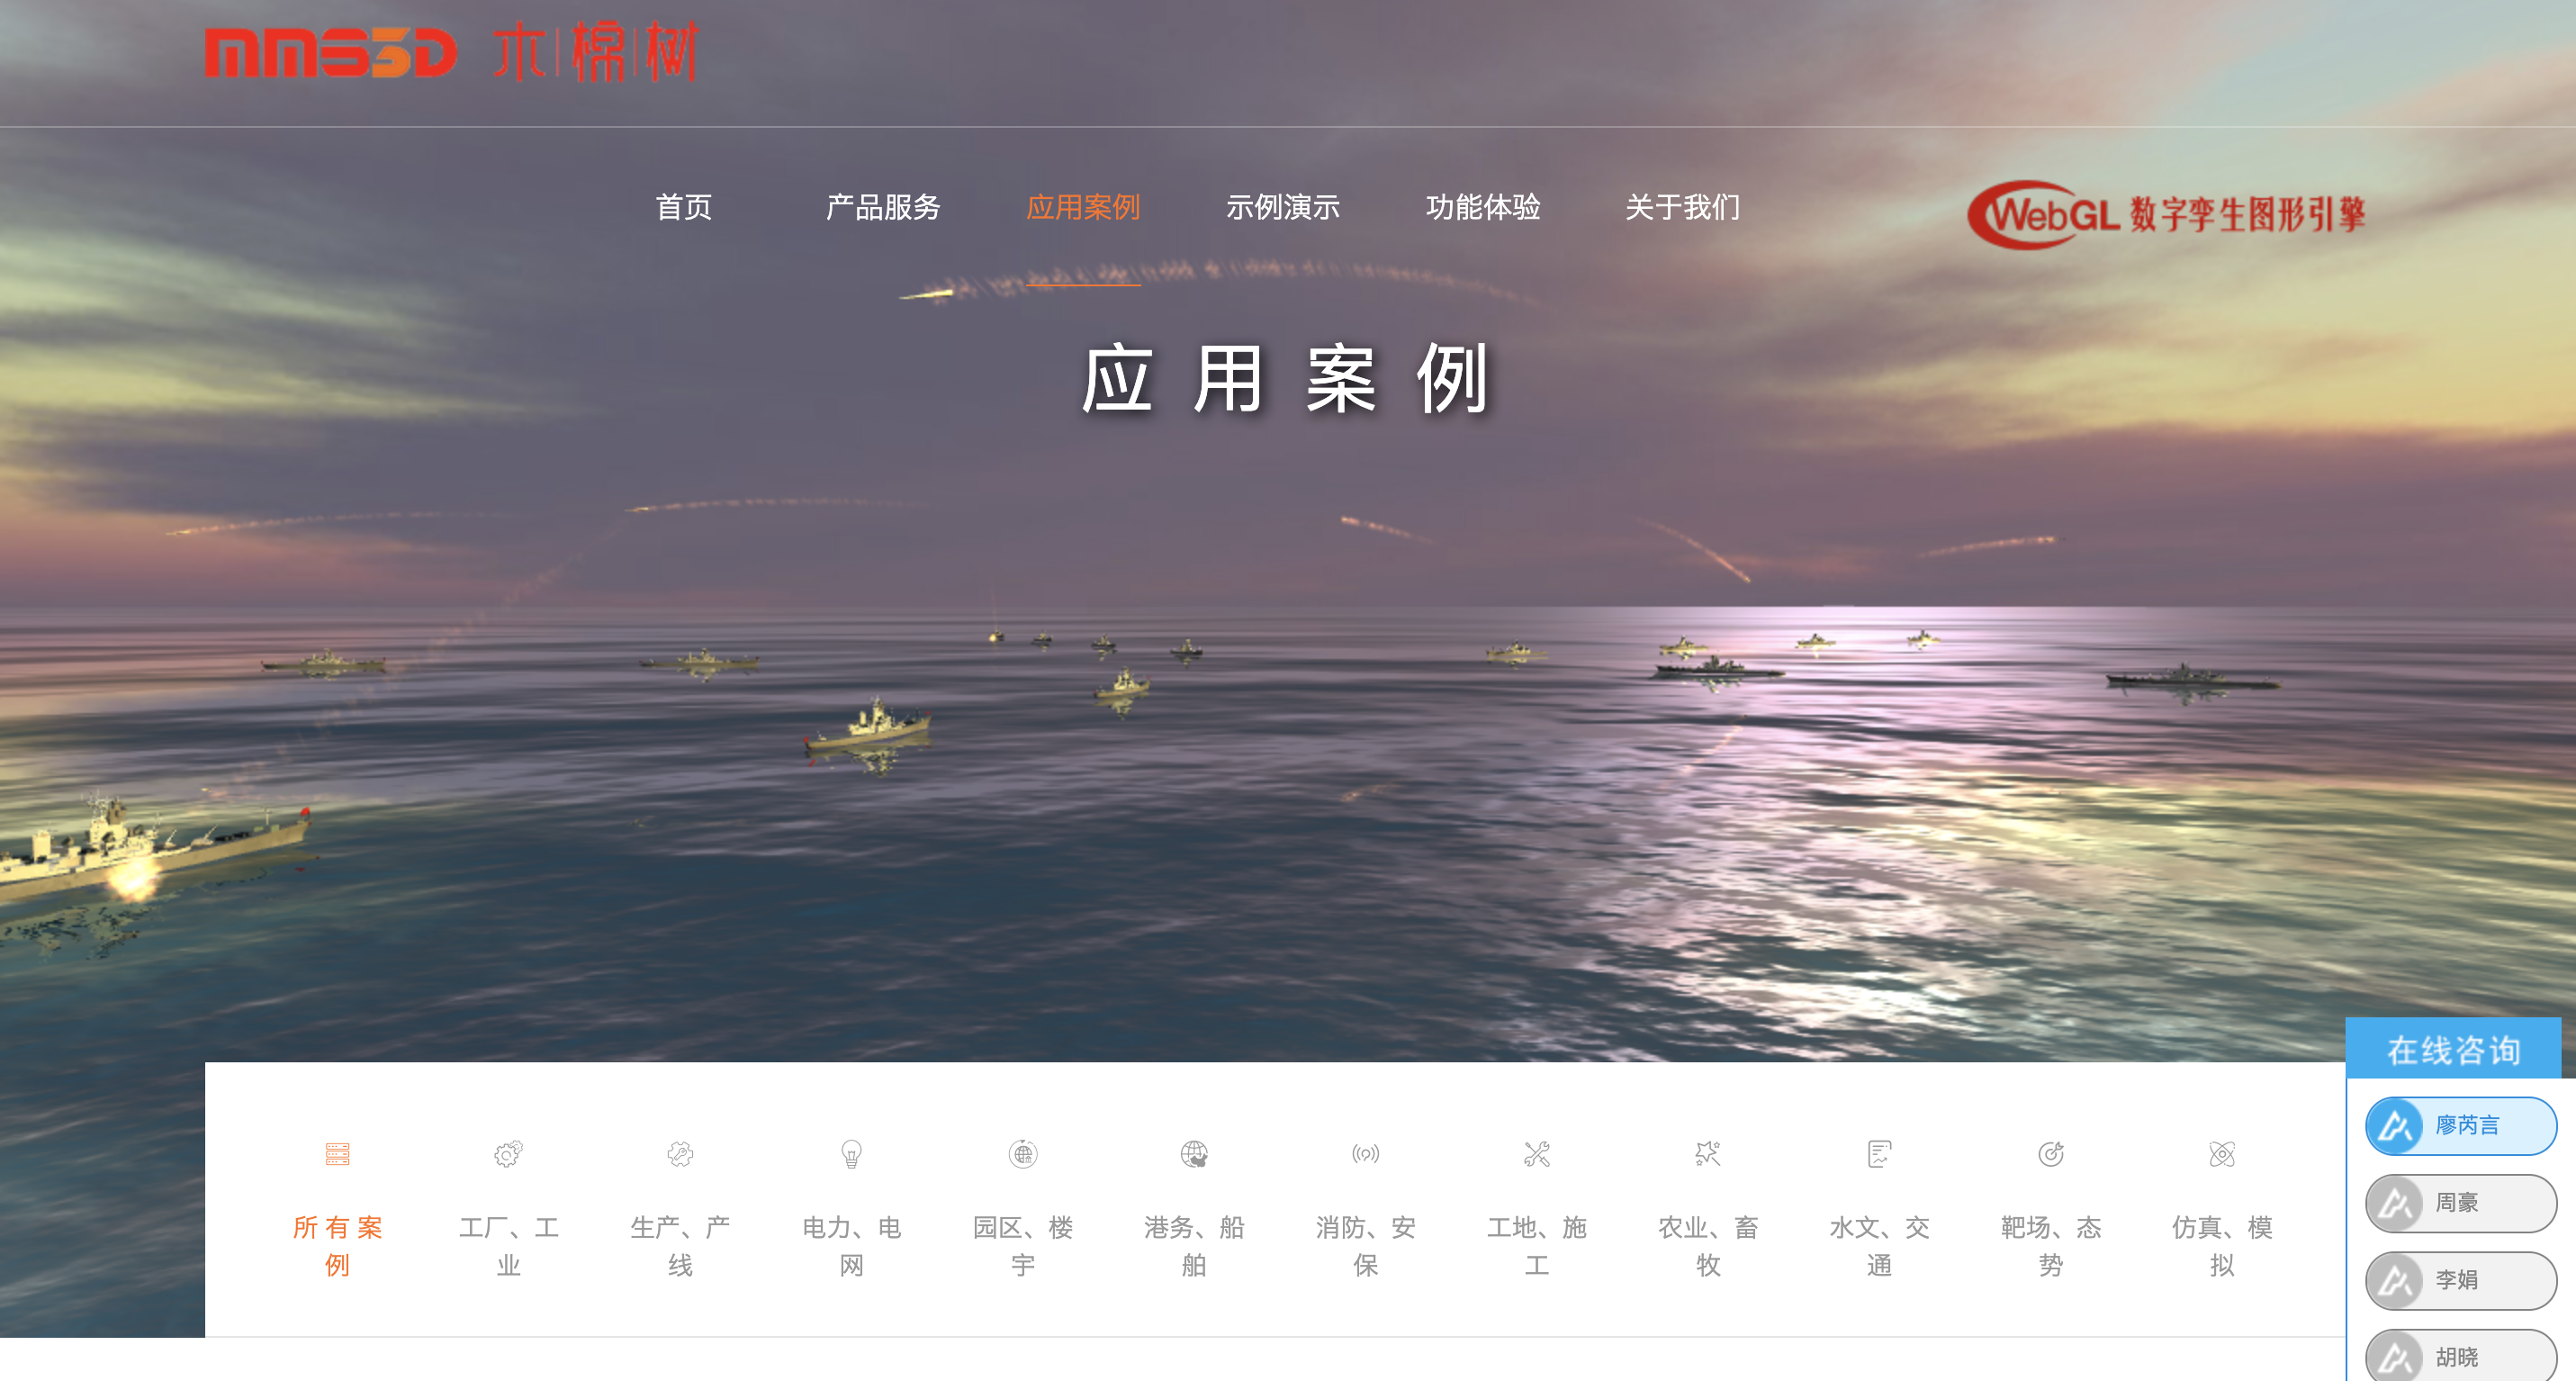 mms3D 木棉树
首页 产品服务 应用案例 示例演示 功能体验 关于我们
WebGL 数字孪生图形引擎
应用案例
在线咨询
廖芮言
周豪
李娟
胡晓
所有案
例
工厂、工
业
生产、产
线
电力、电
网
园区、楼
宇
港务、船
舶
消防、安
保
工地、施
工
农业、畜
牧
水文、交
通
靶场、态
势
仿真、模
拟